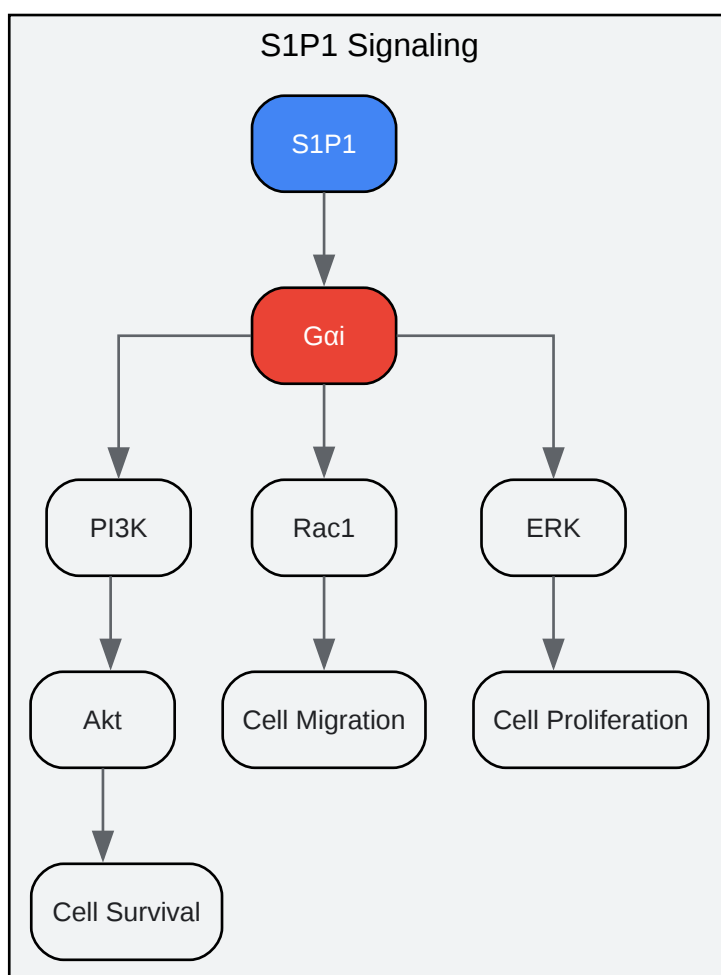 S1P1 Signaling
S1P1
Gαi
PI3K
Rac1
ERK
Akt
Cell Migration
Cell Proliferation
Cell Survival